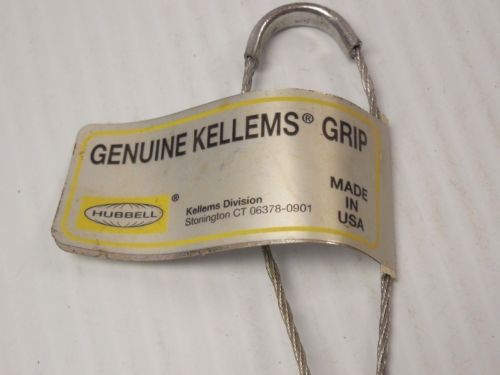 GENUINE KELLEMS® GRIP
HUBBELL ®
Kellems Division
Stonington CT 06378-0901
MADE
IN
USA